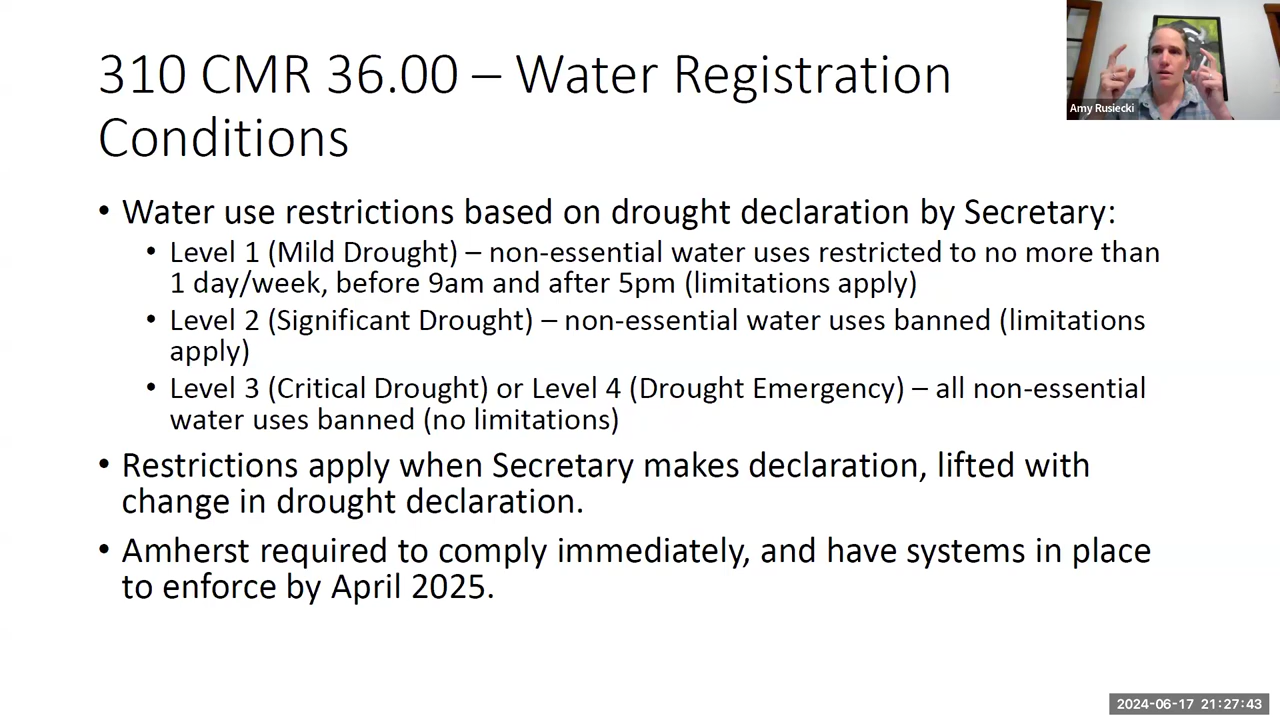 310 CMR 36.00 – Water Registration
Conditions
• Water use restrictions based on drought declaration by Secretary:
• Level 1 (Mild Drought) – non-essential water uses restricted to no more than
1 day/week, before 9am and after 5pm (limitations apply)
• Level 2 (Significant Drought) – non-essential water uses banned (limitations
apply)
• Level 3 (Critical Drought) or Level 4 (Drought Emergency) – all non-essential
water uses banned (no limitations)
• Restrictions apply when Secretary makes declaration, lifted with
change in drought declaration.
• Amherst required to comply immediately, and have systems in place
to enforce by April 2025.
Amy Rusiecki
2024-06-17 21:27:43